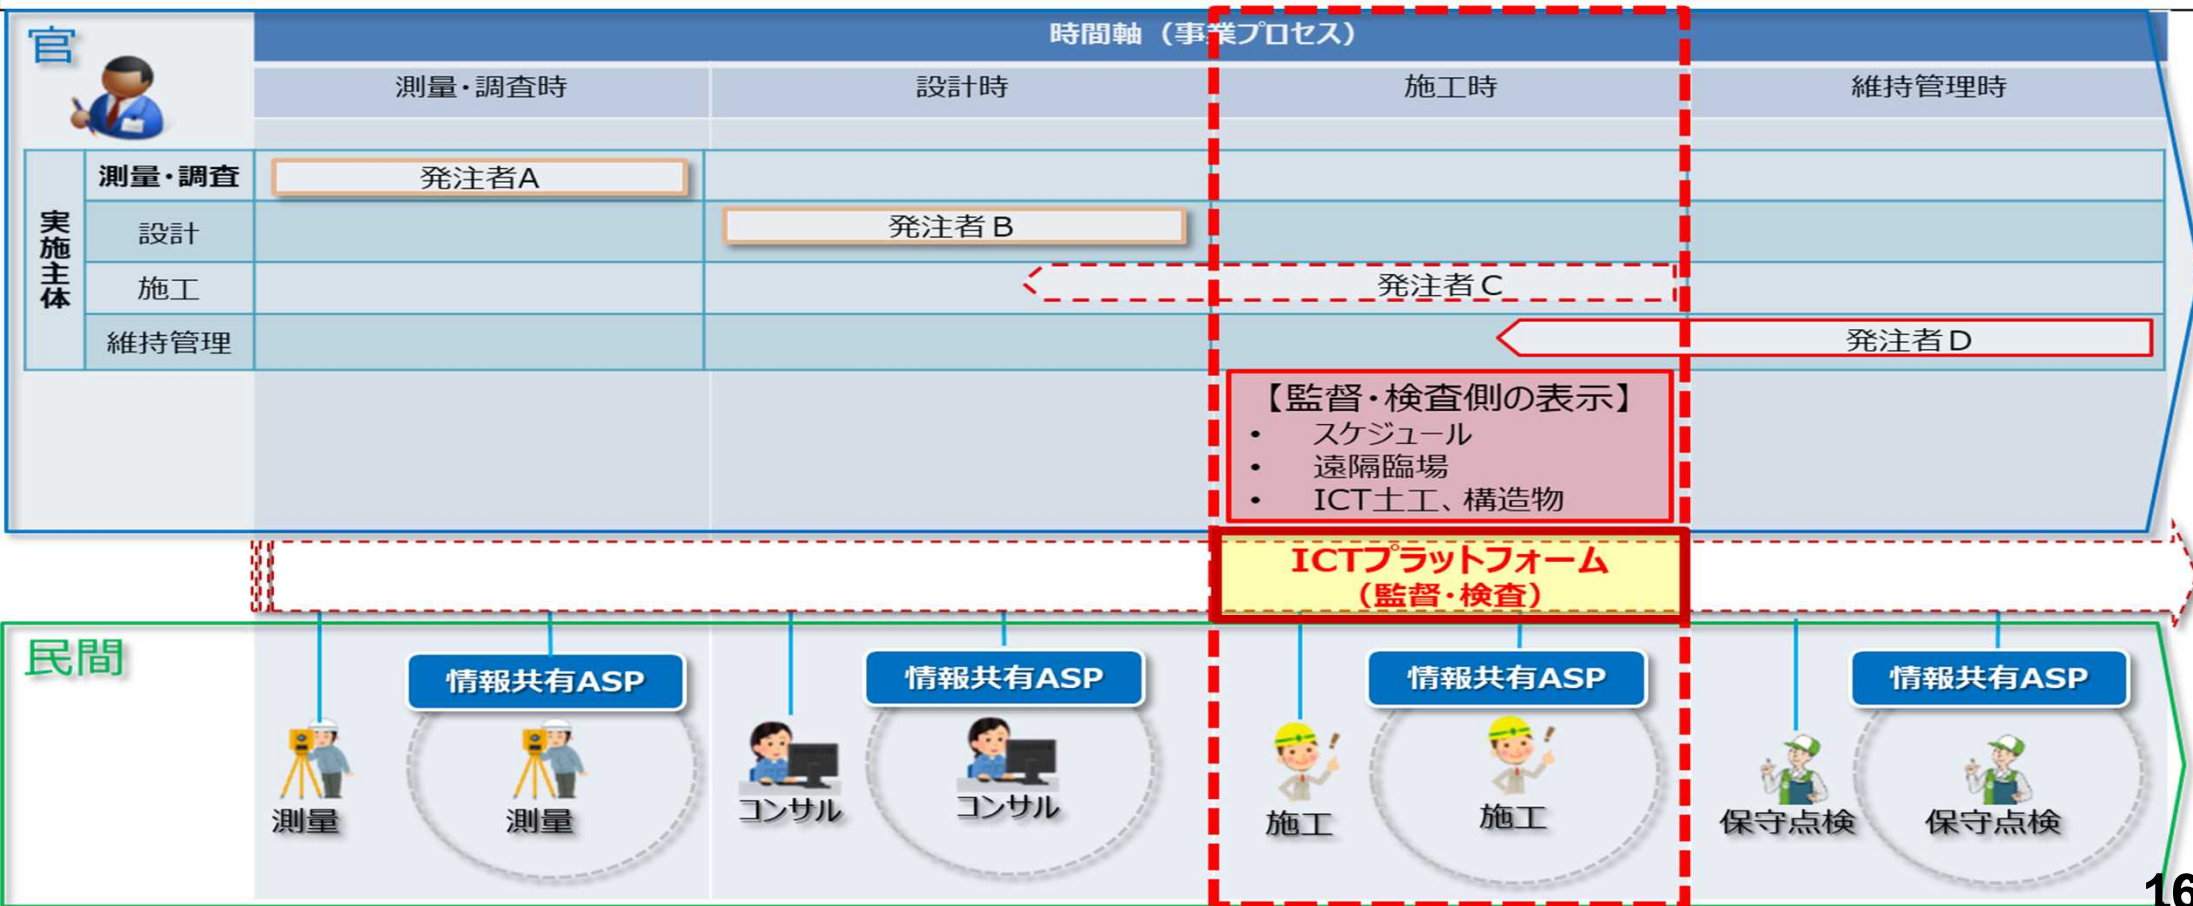 官
時間軸（事業プロセス）
測量・調査時
設計時
施工時
維持管理時
実施主体
測量・調査
発注者A
設計
発注者B
施工
発注者C
維持管理
発注者D
【監督・検査側の表示】
• スケジュール
• 遠隔臨場
• ICT土工、構造物
ICTプラットフォーム
（監督・検査）
民間
情報共有ASP
情報共有ASP
情報共有ASP
情報共有ASP
測量
測量
コンサル
コンサル
施工
施工
保守点検
保守点検
16